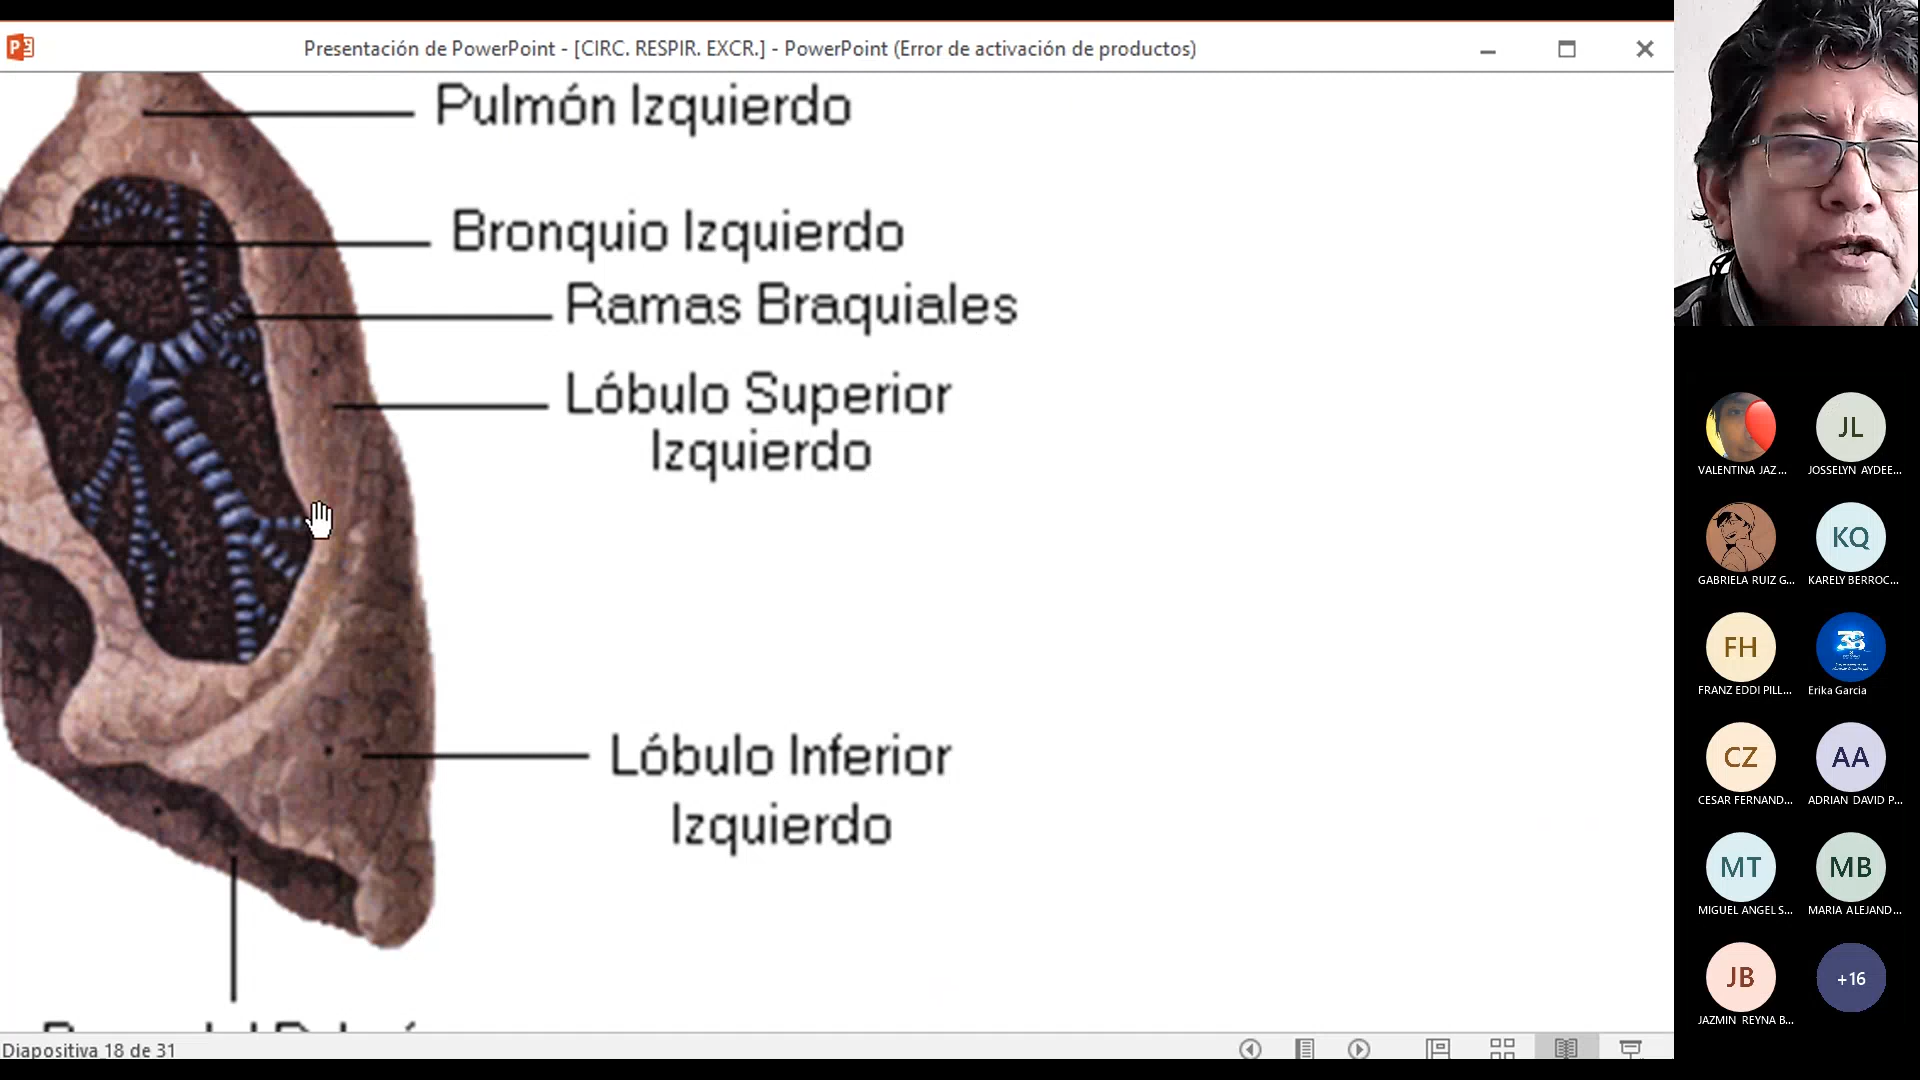 Presentación de PowerPoint - [CIRC. RESPIR. EXCR.] - PowerPoint (Error de activación de productos)
Pulmón Izquierdo
Bronquio Izquierdo
Ramas Braquiales
Lóbulo Superior
Izquierdo
Lóbulo Inferior
Izquierdo
Diapositiva 18 de 31
JL
VALENTINA JAZ... JOSSELYN AYDEE...
KQ
GABRIELA RUIZ G... KARELY BERROC...
FH
FRANZ EDDI PILL... Erika Garcia
CZ AA
CESAR FERNAND... ADRIAN DAVID P...
MT MB
MIGUEL ANGEL S... MARIA ALEJAND...
JB +16
JAZMIN REYNA B...